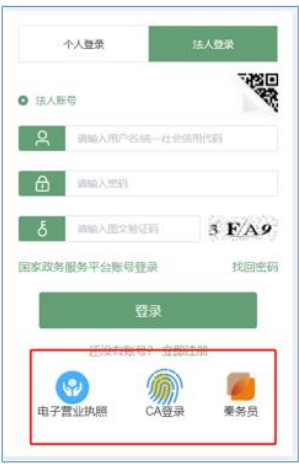 个人登录 法人登录
法人账号
请输入用户名/统一社会信用代码
请输入密码
请输入图文验证码 3 F A 9
国家政务服务平台账号登录 找回密码
登录
还没有账号？ 立即注册
电子营业执照 CA登录 秦务员